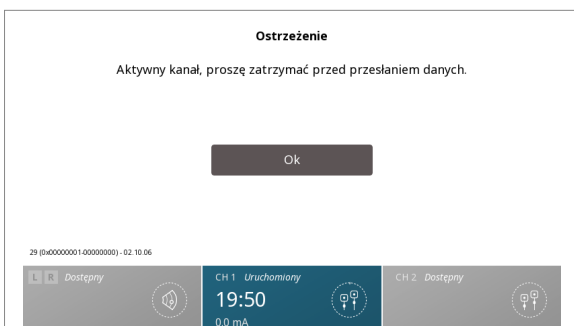 Ostrzeżenie
Aktywny kanał, proszę zatrzymać przed przesłaniem danych.
Ok
29 (0x00000001-00000000) - 02.10.06
L R Dostępny
CH 1 Uruchomiony
CH 2 Dostępny
19:50
0.0 mA